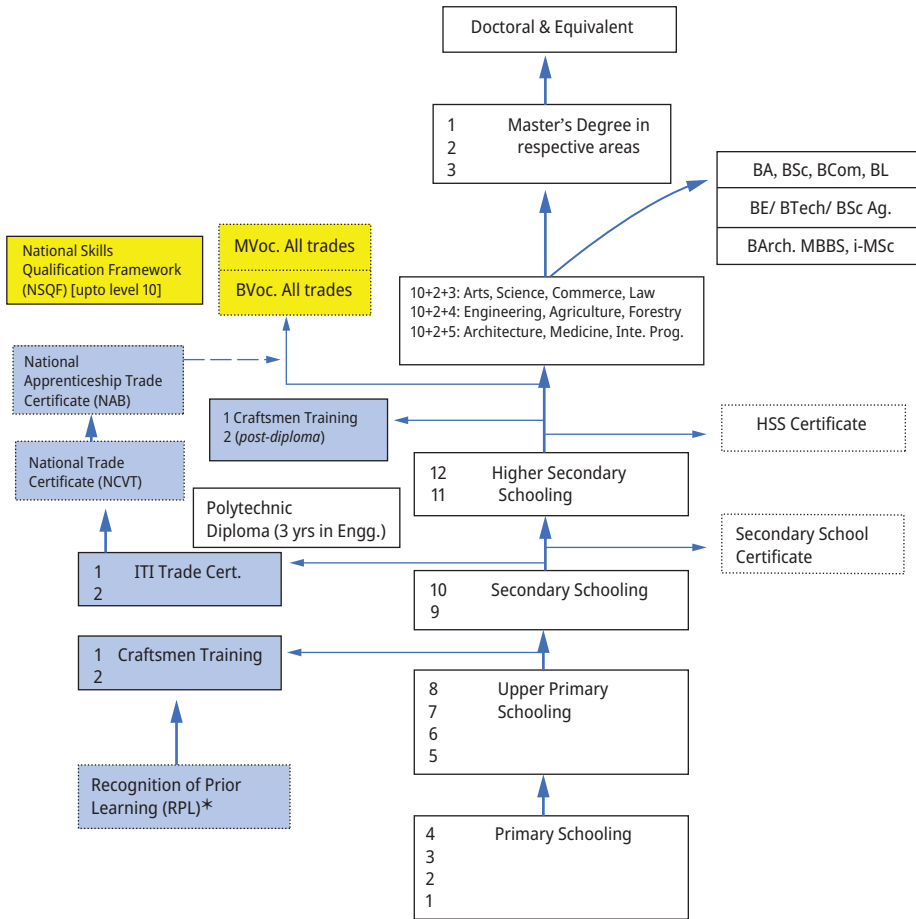 Doctoral & Equivalent
1 Master’s Degree in
2 respective areas
3
BA, BSc, BCom, BL
BE/ BTech/ BSc Ag.
BArch. MBBS, i-MSc
National Skills
Qualification Framework
(NSQF) [upto level 10]
MVoc. All trades
BVoc. All trades
10+2+3: Arts, Science, Commerce, Law
10+2+4: Engineering, Agriculture, Forestry
10+2+5: Architecture, Medicine, Inte. Prog.
National
Apprenticeship Trade
Certificate (NAB)
1 Craftsmen Training
2 (post-diploma)
HSS Certificate
National Trade
Certificate (NCVT)
12 Higher Secondary
11 Schooling
Polytechnic
Diploma (3 yrs in Engg.)
Secondary School
Certificate
1 ITI Trade Cert.
2
10 Secondary Schooling
9
1 Craftsmen Training
2
8 Upper Primary
7 Schooling
6
5
Recognition of Prior
Learning (RPL)*
4 Primary Schooling
3
2
1